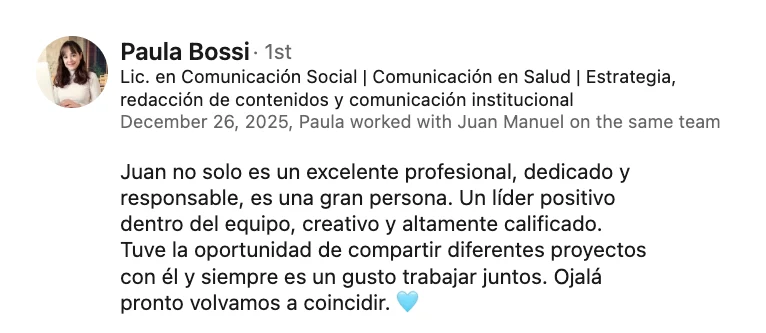 Paula Bossi · 1st
Lic. en Comunicación Social | Comunicación en Salud | Estrategia,
redacción de contenidos y comunicación institucional
December 26, 2025, Paula worked with Juan Manuel on the same team
Juan no solo es un excelente profesional, dedicado y
responsable, es una gran persona. Un líder positivo
dentro del equipo, creativo y altamente calificado.
Tuve la oportunidad de compartir diferentes proyectos
con él y siempre es un gusto trabajar juntos. Ojalá
pronto volvamos a coincidir. 🩵